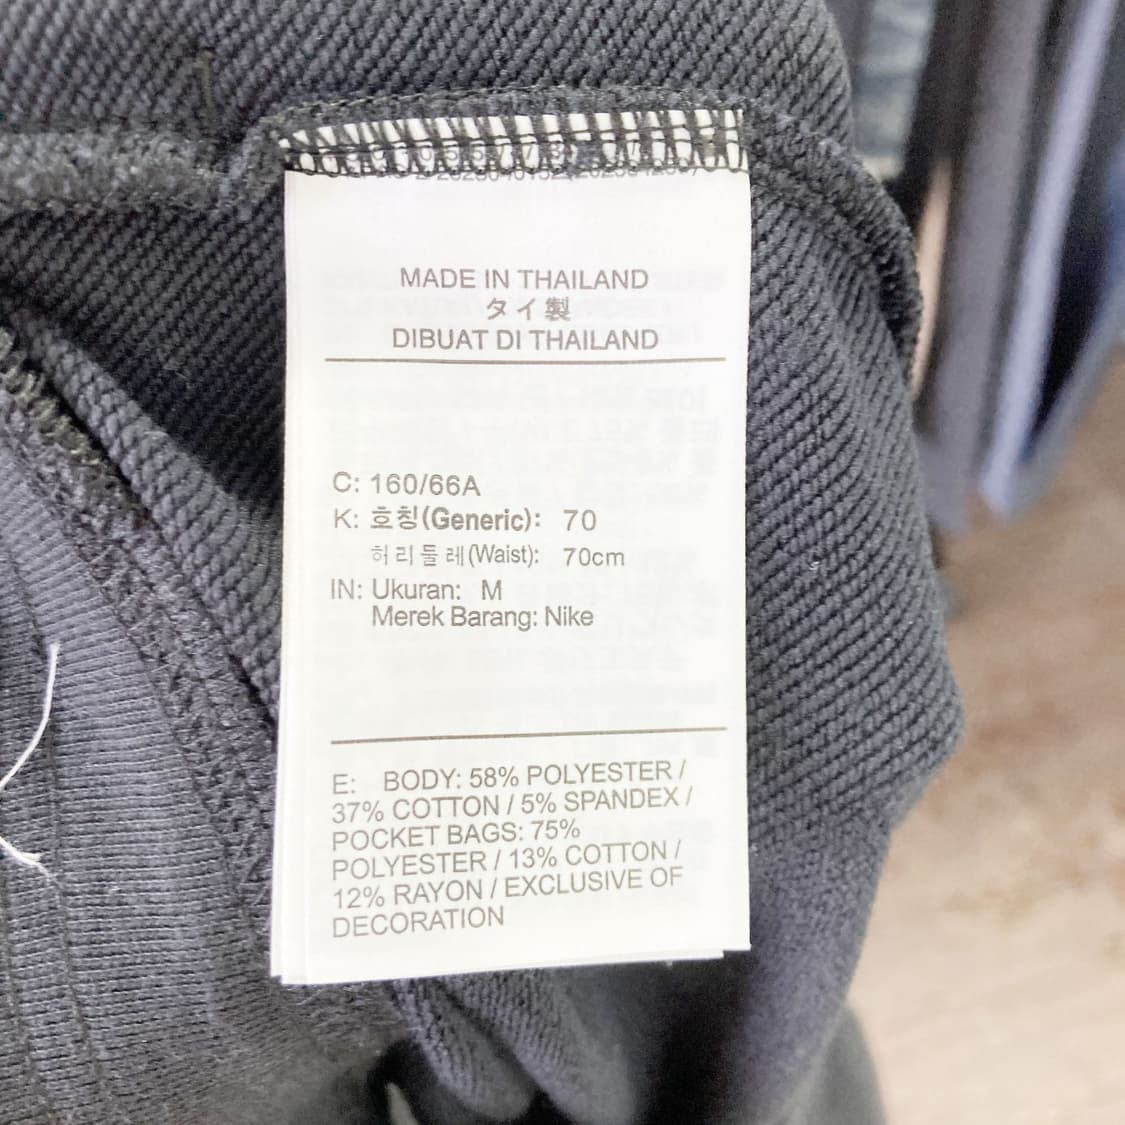 MADE IN THAILAND
タイ製
DIBUAT DI THAILAND
C: 160/66A
K: 호칭(Generic): 70
허리둘레(Waist): 70cm
IN: Ukuran: M
Merek Barang: Nike
E: BODY: 58% POLYESTER /
37% COTTON / 5% SPANDEX /
POCKET BAGS: 75%
POLYESTER / 13% COTTON /
12% RAYON / EXCLUSIVE OF
DECORATION